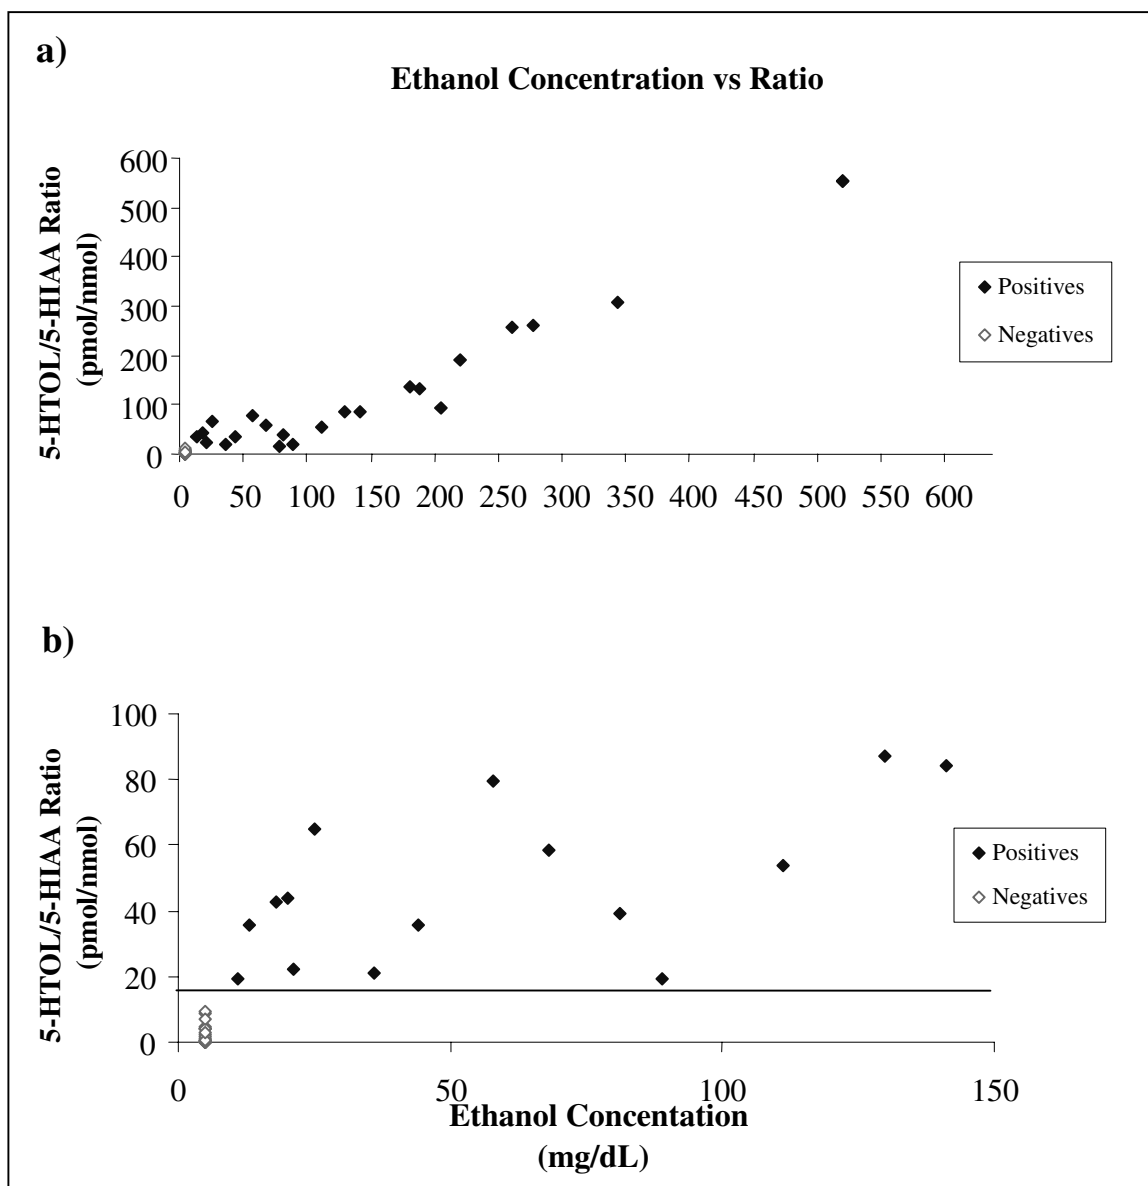 a)
Ethanol Concentration vs Ratio
5-HTOL/5-HIAA Ratio
(pmol/nmol)
600
500
400
300
200
100
0
0 50 100 150 200 250 300 350 400 450 500 550 600
Positives
Negatives
b)
5-HTOL/5-HIAA Ratio
(pmol/nmol)
100
80
60
40
20
0
0 50 100 150
Positives
Negatives
Ethanol Concentation
(mg/dL)